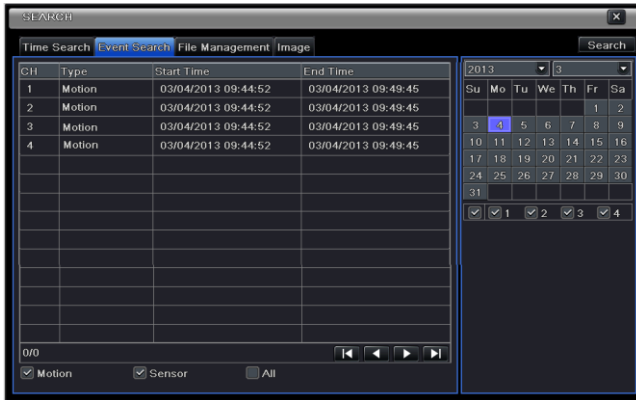 SEARCH
Time Search Event Search File Management Image Search
CH Type Start Time End Time
1 Motion 03/04/2013 09:44:52 03/04/2013 09:49:45
2 Motion 03/04/2013 09:44:52 03/04/2013 09:49:45
3 Motion 03/04/2013 09:44:52 03/04/2013 09:49:45
4 Motion 03/04/2013 09:44:52 03/04/2013 09:49:45
0/0
Motion Sensor All
2013 3
Su Mo Tu We Th Fr Sa
1 2
3 4 5 6 7 8 9
10 11 12 13 14 15 16
17 18 19 20 21 22 23
24 25 26 27 28 29 30
31
1 2 3 4